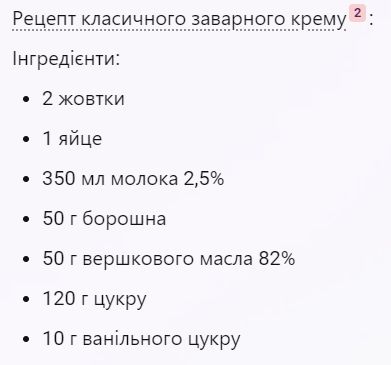 Рецепт класичного заварного крему 2 :
Інгредієнти:
• 2 жовтки
• 1 яйце
• 350 мл молока 2,5%
• 50 г борошна
• 50 г вершкового масла 82%
• 120 г цукру
• 10 г ванільного цукру